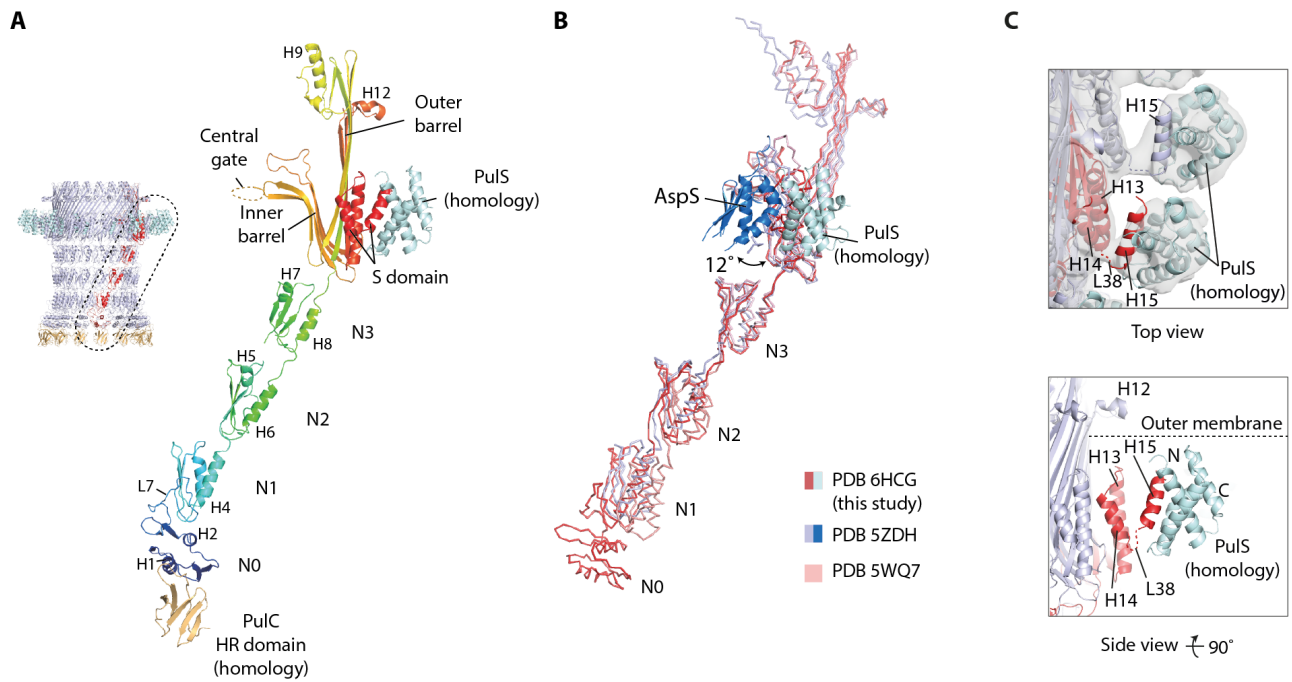 A
H9
H12
Outer
barrel
Central
gate
Inner
barrel
PulS
(homology)
S domain
H7
H8
N3
H5
H6
N2
L7
H4
N1
H2
H1
N0
PulC
HR domain
(homology)
B
AspS
PulS
(homology)
12˚
N3
N2
N1
N0
PDB 6HCG
(this study)
PDB 5ZDH
PDB 5WQ7
C
H15
H13
H14
L38
H15
PulS
(homology)
Top view
H12
Outer membrane
H13
H15
N
C
PulS
(homology)
L38
H14
Side view 90˚